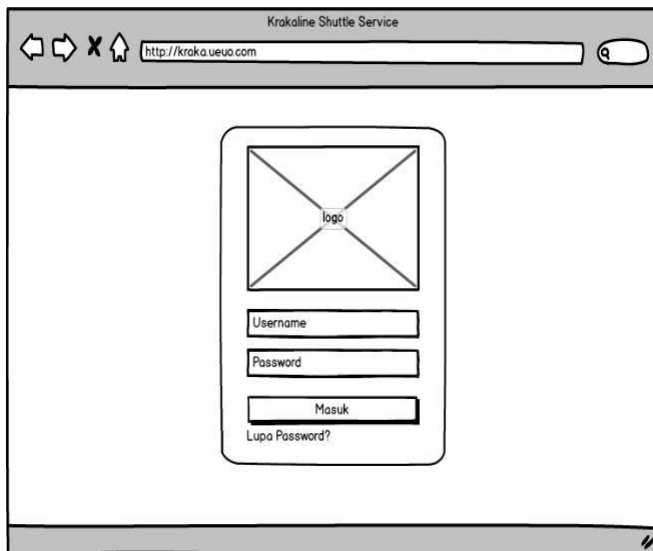 Krakaline Shuttle Service
http://kraka.ueuo.com
logo
Username
Password
Masuk
Lupa Password?